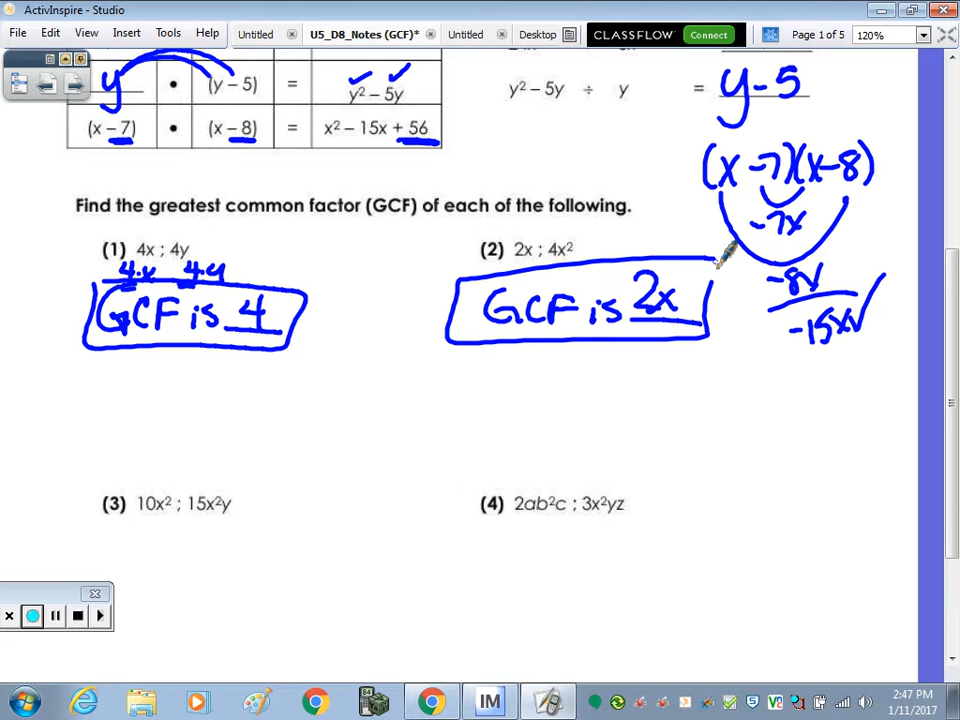 ActivInspire - Studio
File Edit View Insert Tools Help Untitled U5_D8_Notes (GCF)* Untitled Desktop CLASSFLOW Connect Page 1 of 5 120%
y • (y – 5) = y² – 5y
y² – 5y ÷ y = y-5
(x – 7) • (x – 8) = x² – 15x + 56
(x-7)(x-8)
-7x
-8x
-15x
Find the greatest common factor (GCF) of each of the following.
(1) 4x ; 4y
4·x 4·y
GCF is 4
(2) 2x ; 4x²
GCF is 2x
(3) 10x² ; 15x²y
(4) 2ab²c ; 3x²yz
84
IM
2:47 PM
1/11/2017